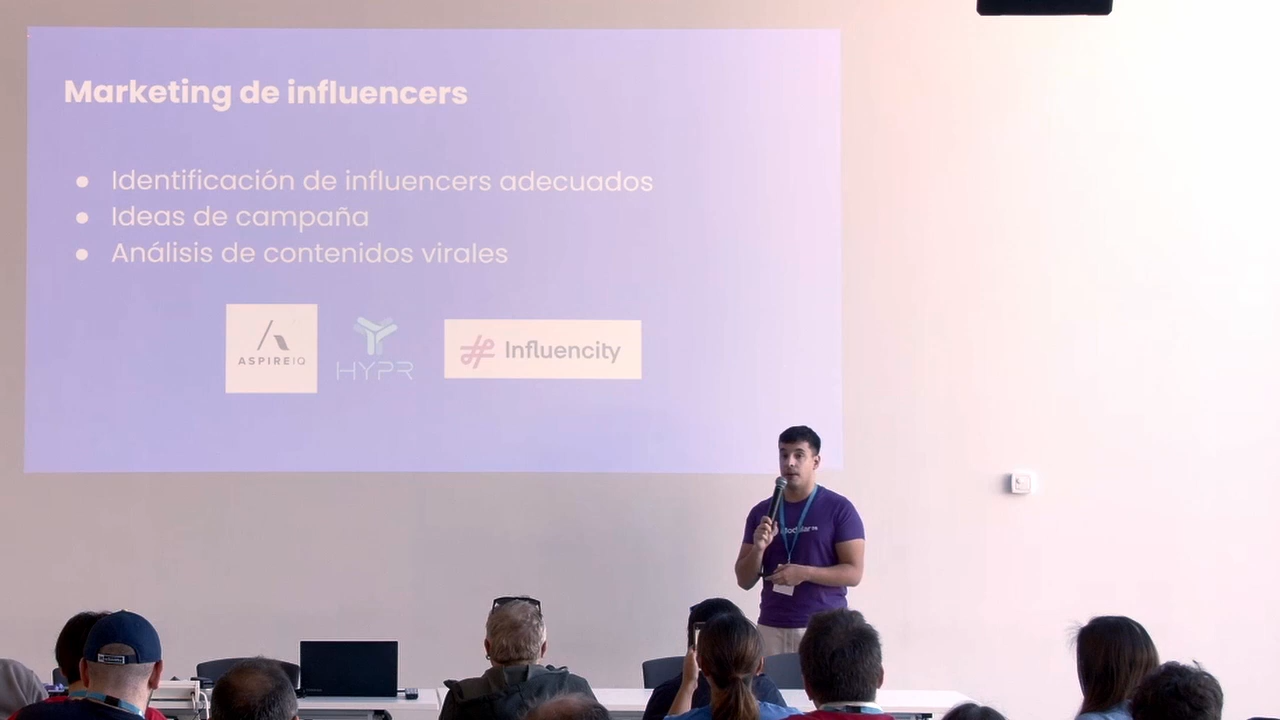 Marketing de influencers
● Identificación de influencers adecuados
● Ideas de campaña
● Análisis de contenidos virales
ASPIREIQ
HYPR
Influencity